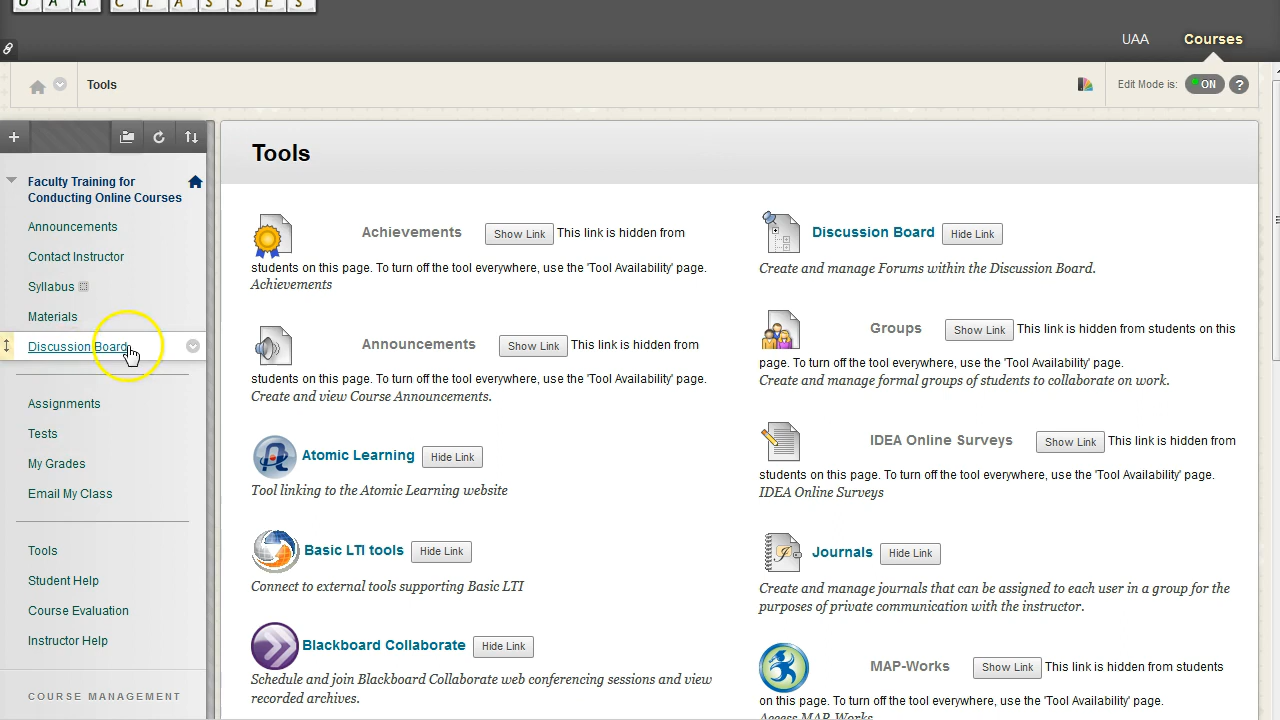 UAA CLASSES
UAA
Courses
Tools
Edit Mode is:
ON
?
Faculty Training for
Conducting Online Courses
Announcements
Contact Instructor
Syllabus
Materials
Discussion Board
Assignments
Tests
My Grades
Email My Class
Tools
Student Help
Course Evaluation
Instructor Help
COURSE MANAGEMENT
Tools
Achievements Show Link This link is hidden from
students on this page. To turn off the tool everywhere, use the 'Tool Availability' page.
Achievements
Announcements Show Link This link is hidden from
students on this page. To turn off the tool everywhere, use the 'Tool Availability' page.
Create and view Course Announcements.
Atomic Learning Hide Link
Tool linking to the Atomic Learning website
Basic LTI tools Hide Link
Connect to external tools supporting Basic LTI
Blackboard Collaborate Hide Link
Schedule and join Blackboard Collaborate web conferencing sessions and view
recorded archives.
Discussion Board Hide Link
Create and manage Forums within the Discussion Board.
Groups Show Link This link is hidden from students on this
page. To turn off the tool everywhere, use the 'Tool Availability' page.
Create and manage formal groups of students to collaborate on work.
IDEA Online Surveys Show Link This link is hidden from
students on this page. To turn off the tool everywhere, use the 'Tool Availability' page.
IDEA Online Surveys
Journals Hide Link
Create and manage journals that can be assigned to each user in a group for the
purposes of private communication with the instructor.
MAP-Works Show Link This link is hidden from students
on this page. To turn off the tool everywhere, use the 'Tool Availability' page.
Access MAP-Works